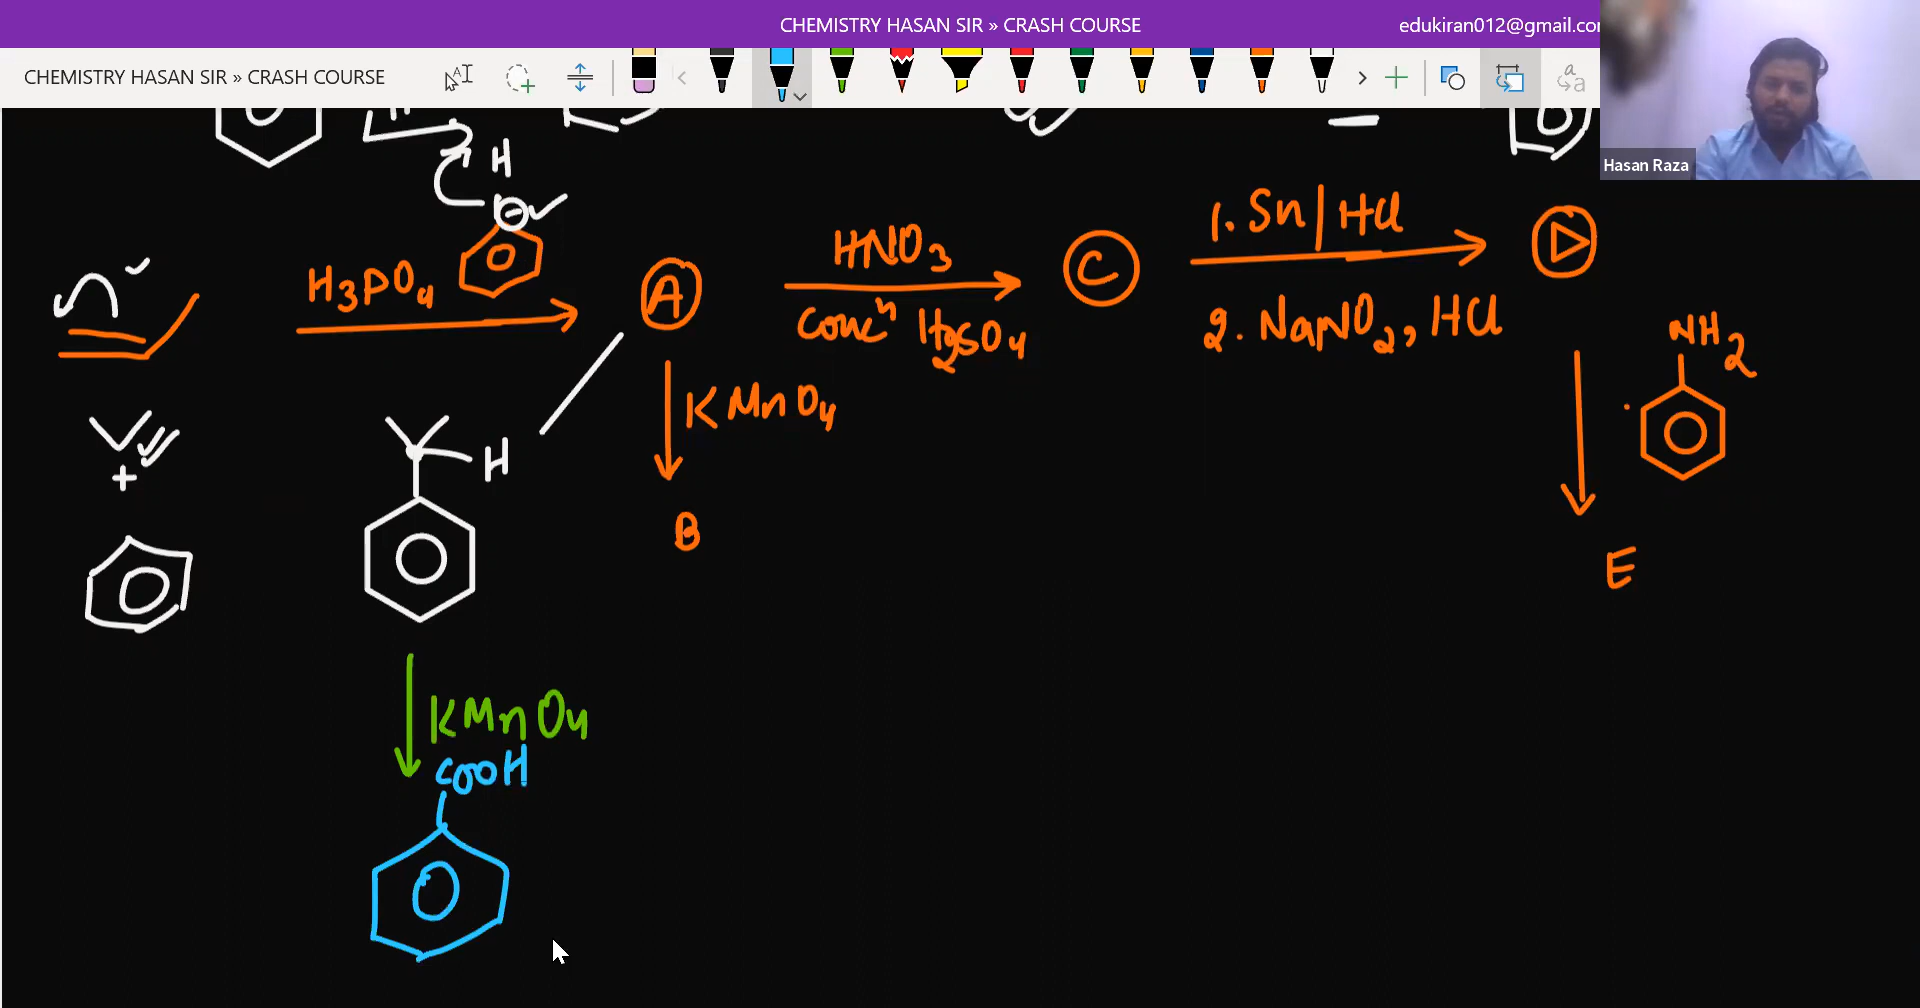 CHEMISTRY HASAN SIR » CRASH COURSE
edukiran012@gmail.co
CHEMISTRY HASAN SIR » CRASH COURSE
Hasan Raza
H
H3PO4
A
HNO3
concⁿ H2SO4
C
1. Sn/HCl
2. NaNO2, HCl
D
NH2
KMnO4
B
E
H
+
KMnO4
COOH